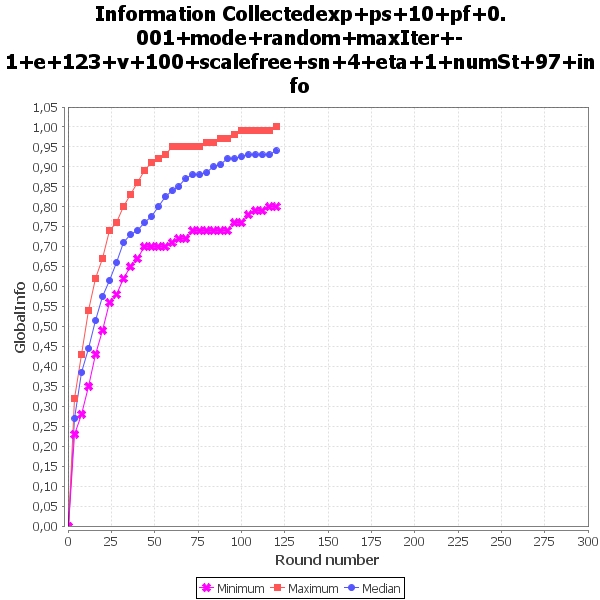 Information Collectedexp+ps+10+pf+0.
001+mode+random+maxIter+-
1+e+123+v+100+scalefree+sn+4+eta+1+numSt+97+in
fo
1,05
1,00
0,95
0,90
0,85
0,80
0,75
0,70
0,65
0,60
0,55
0,50
0,45
0,40
0,35
0,30
0,25
0,20
0,15
0,10
0,05
0,00
GlobalInfo
0 25 50 75 100 125 150 175 200 225 250 275 300
Round number
Minimum Maximum Median